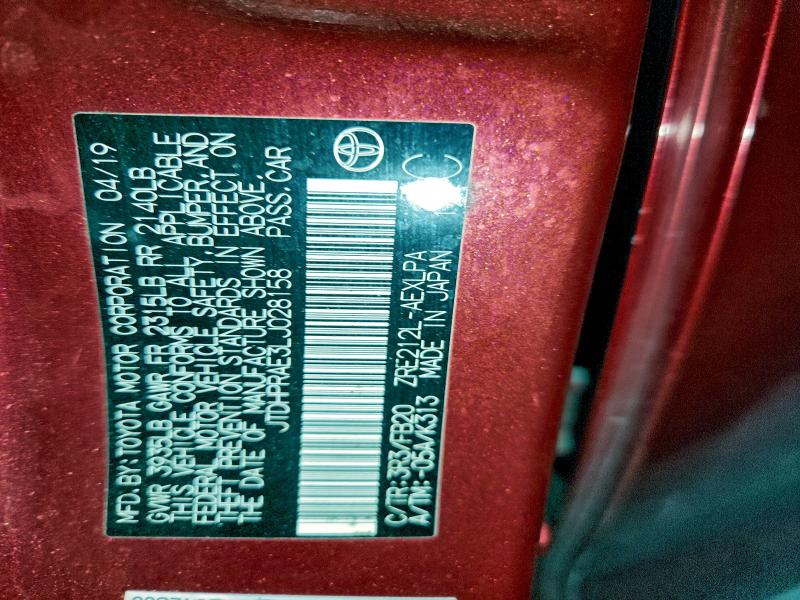 MFD. BY: TOYOTA MOTOR CORPORATION 04/19
GVWR 3935LB GAWR FR 2315LB RR 2140LB
THIS VEHICLE CONFORMS TO ALL APPLICABLE
FEDERAL MOTOR VEHICLE SAFETY, BUMPER, AND
THEFT PREVENTION STANDARDS IN EFFECT ON
THE DATE OF MANUFACTURE SHOWN ABOVE.
JTDHPRAE3LJ028158 PASS. CAR
C/TR: 3R3/FB20 ZRE212L-AEXLPA
A/TM: -05A/K313 MADE IN JAPAN